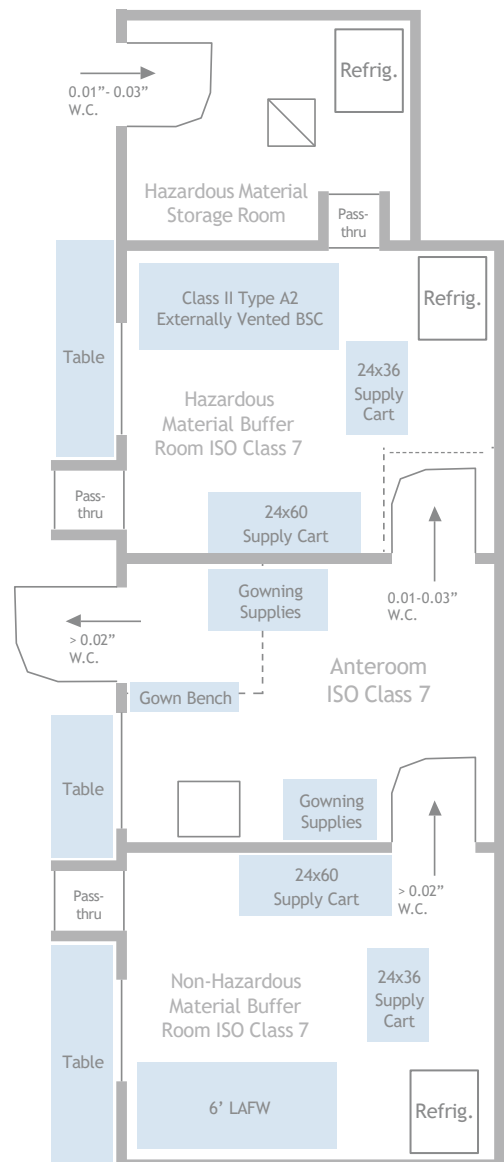 Refrig.
0.01”- 0.03”
W.C.
Hazardous Material
Storage Room
Pass-
thru
Class II Type A2
Externally Vented BSC
Refrig.
Table
24x36
Supply
Cart
Hazardous
Material Buffer
Room ISO Class 7
Pass-
thru
24x60
Supply Cart
Gowning
Supplies
0.01-0.03”
W.C.
> 0.02”
W.C.
Anteroom
ISO Class 7
Gown Bench
Table
Gowning
Supplies
24x60
Supply Cart
> 0.02”
W.C.
Pass-
thru
Non-Hazardous
Material Buffer
Room ISO Class 7
24x36
Supply
Cart
Table
6’ LAFW
Refrig.